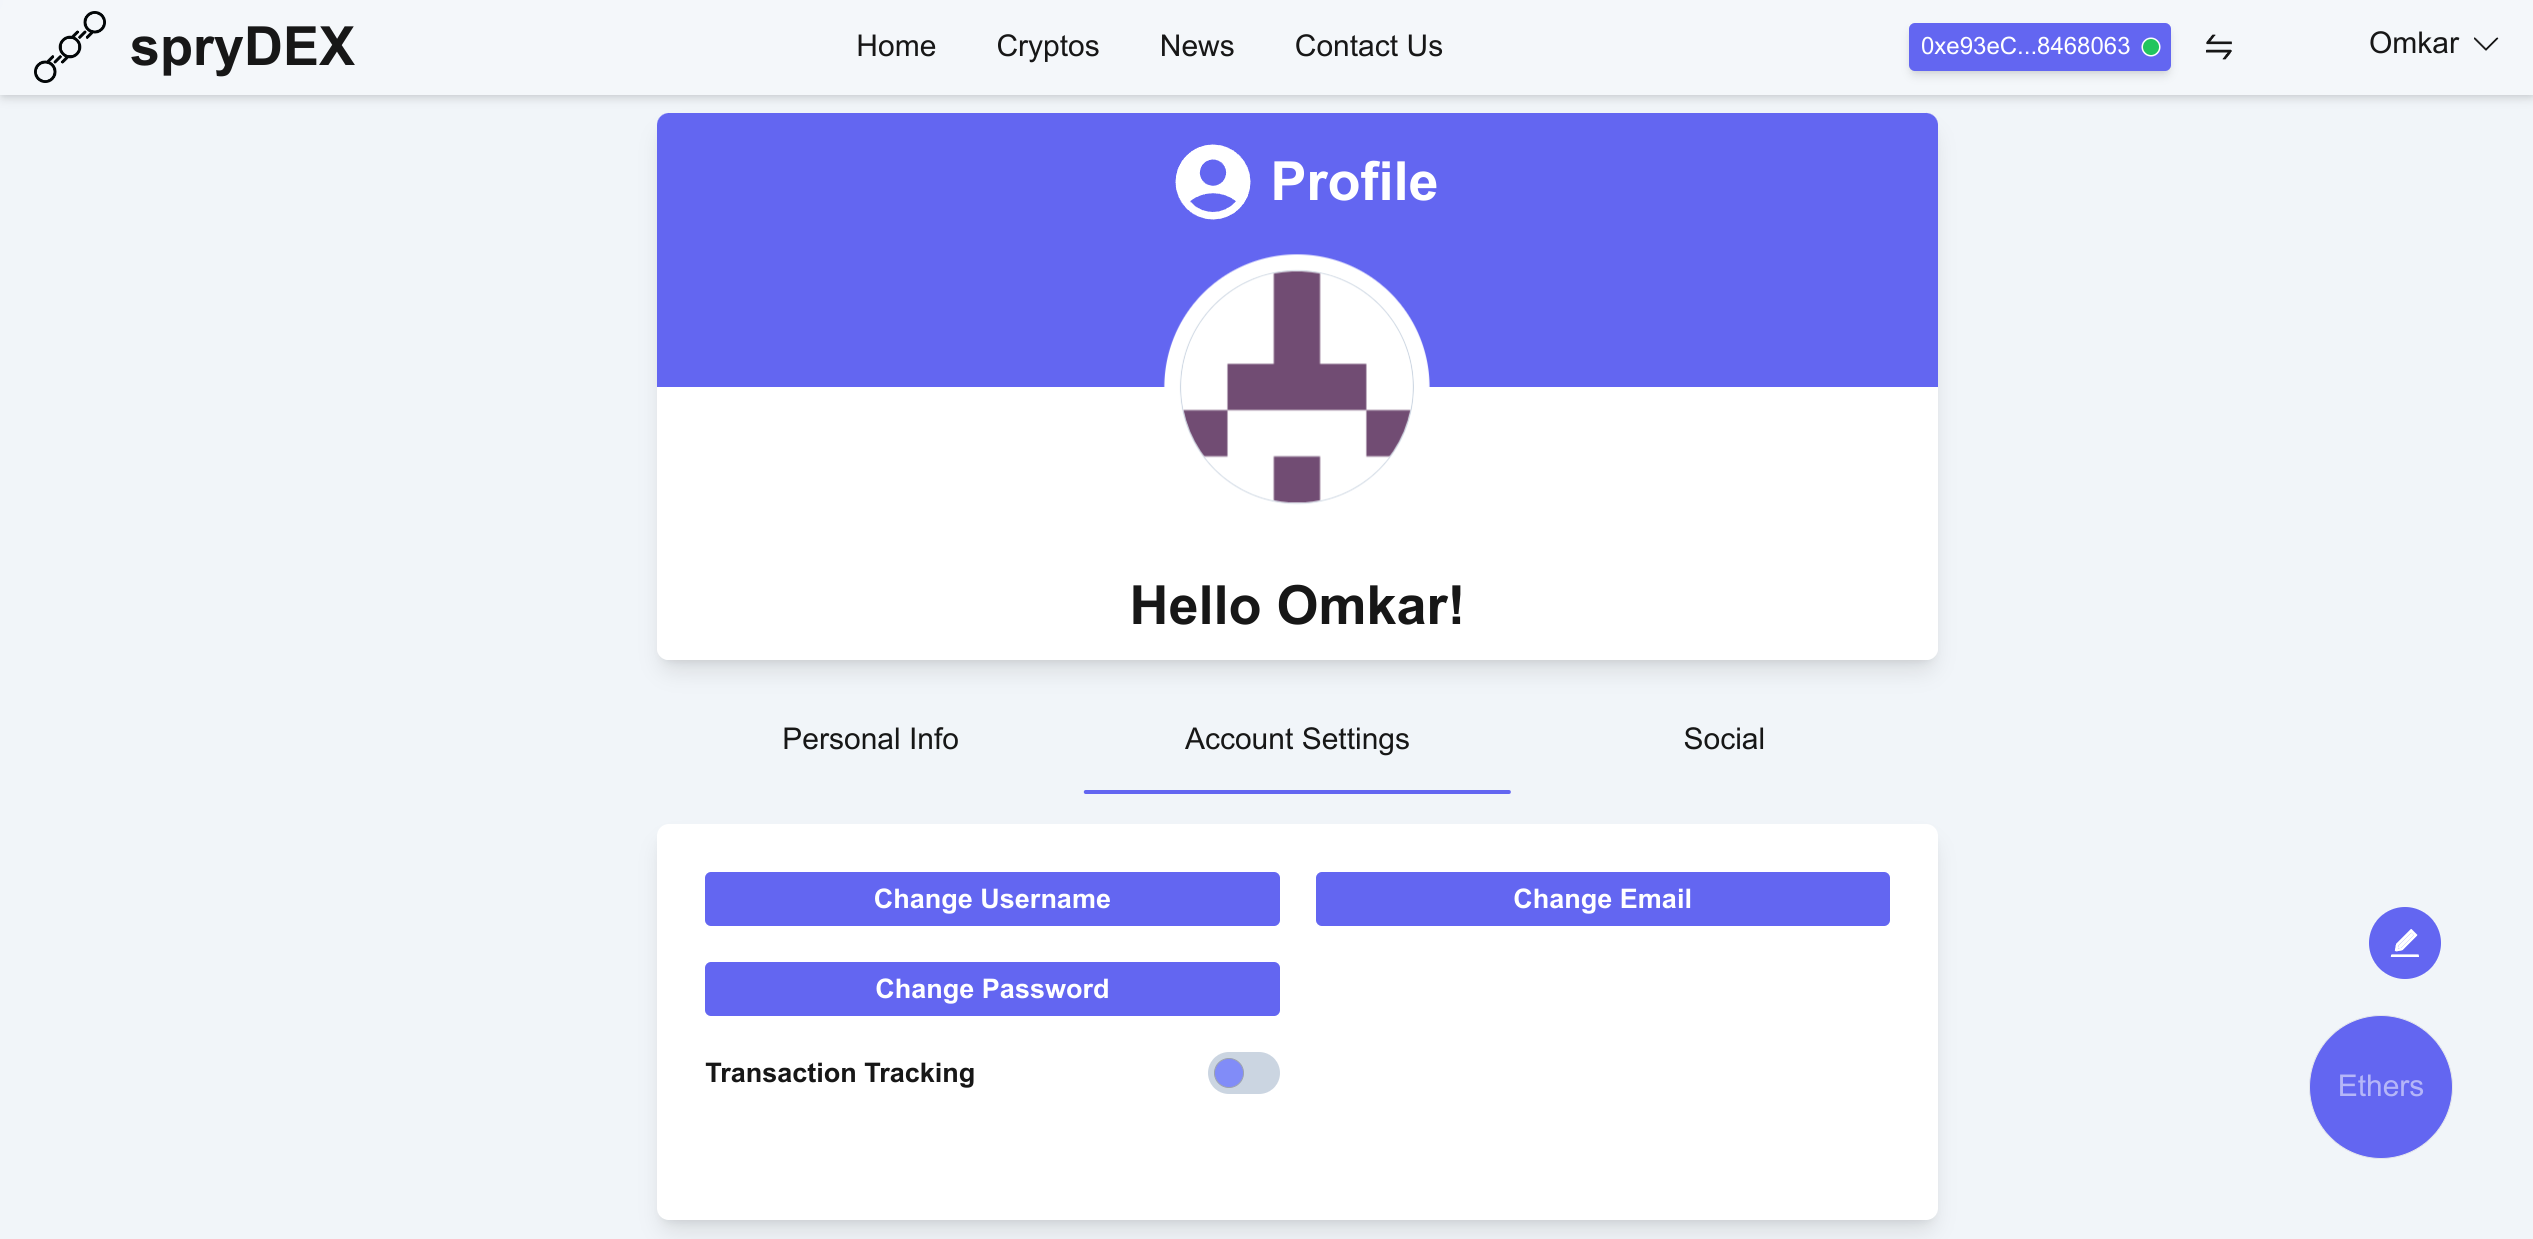 spryDEX
Home Cryptos News Contact Us
0xe93eC...8468063
Omkar
Profile
Hello Omkar!
Personal Info Account Settings Social
Change Username Change Email
Change Password
Transaction Tracking
Ethers